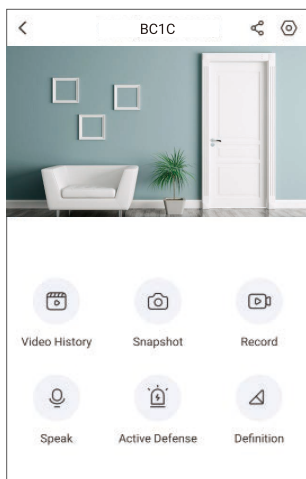 BC1C
Video History Snapshot Record
Speak Active Defense Definition